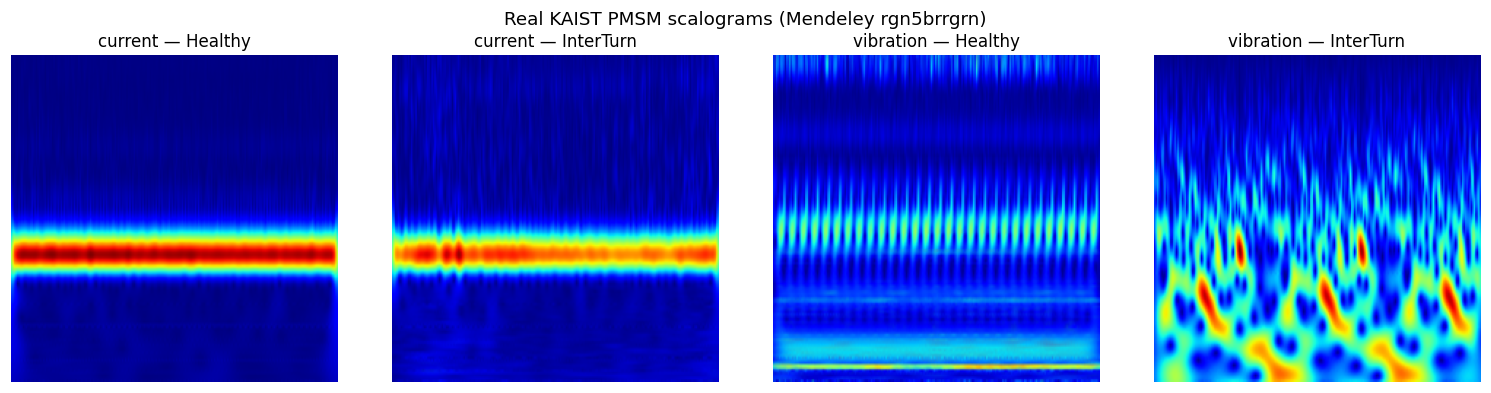 Real KAIST PMSM scalograms (Mendeley rgn5brrgrn)
current — Healthy
current — InterTurn
vibration — Healthy
vibration — InterTurn